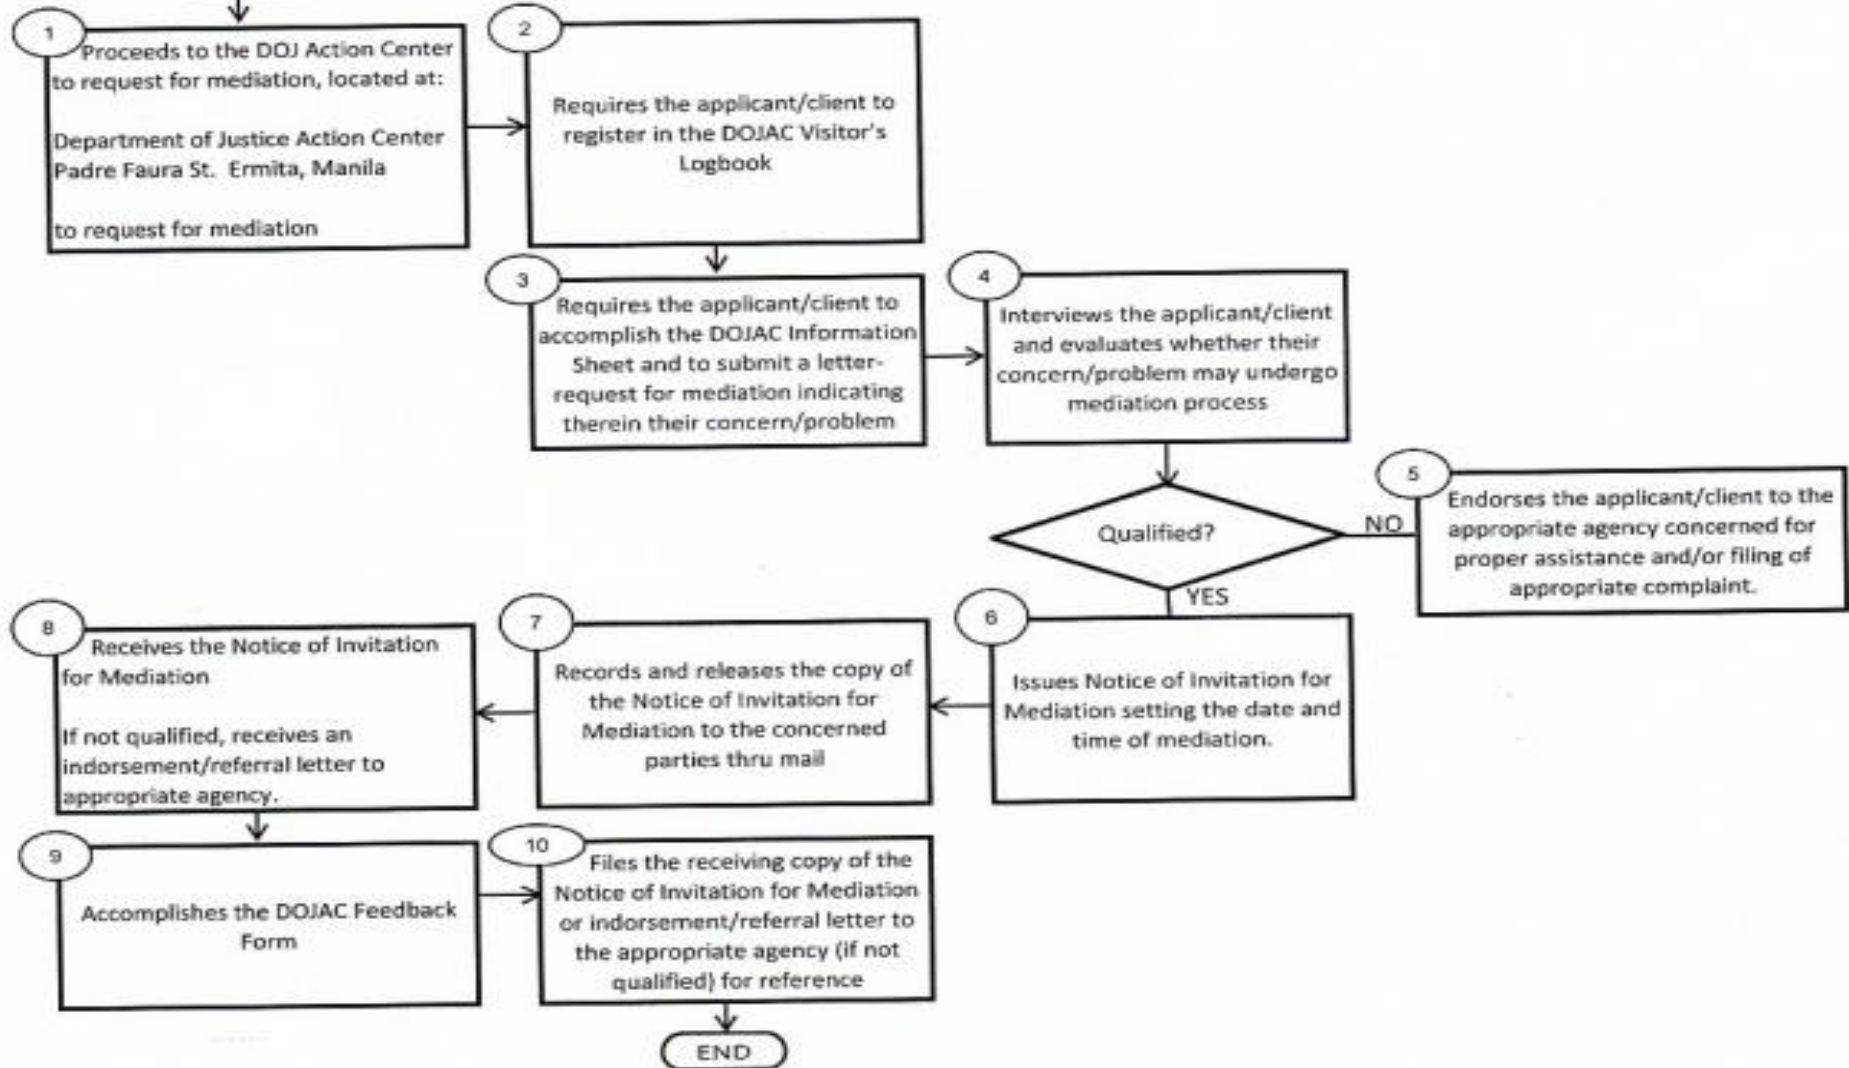 1
Proceeds to the DOJ Action Center
to request for mediation, located at:
Department of Justice Action Center
Padre Faura St. Ermita, Manila
to request for mediation
2
Requires the applicant/client to
register in the DOJAC Visitor's
Logbook
3
Requires the applicant/client to
accomplish the DOJAC Information
Sheet and to submit a letter-
request for mediation indicating
therein their concern/problem
4
Interviews the applicant/client
and evaluates whether their
concern/problem may undergo
mediation process
Qualified?
NO
5
Endorses the applicant/client to the
appropriate agency concerned for
proper assistance and/or filing of
appropriate complaint.
YES
6
Issues Notice of Invitation for
Mediation setting the date and
time of mediation.
7
Records and releases the copy of
the Notice of Invitation for
Mediation to the concerned
parties thru mail
8
Receives the Notice of Invitation
for Mediation
If not qualified, receives an
indorsement/referral letter to
appropriate agency.
9
Accomplishes the DOJAC Feedback
Form
10
Files the receiving copy of the
Notice of Invitation for Mediation
or indorsement/referral letter to
the appropriate agency (if not
qualified) for reference
END